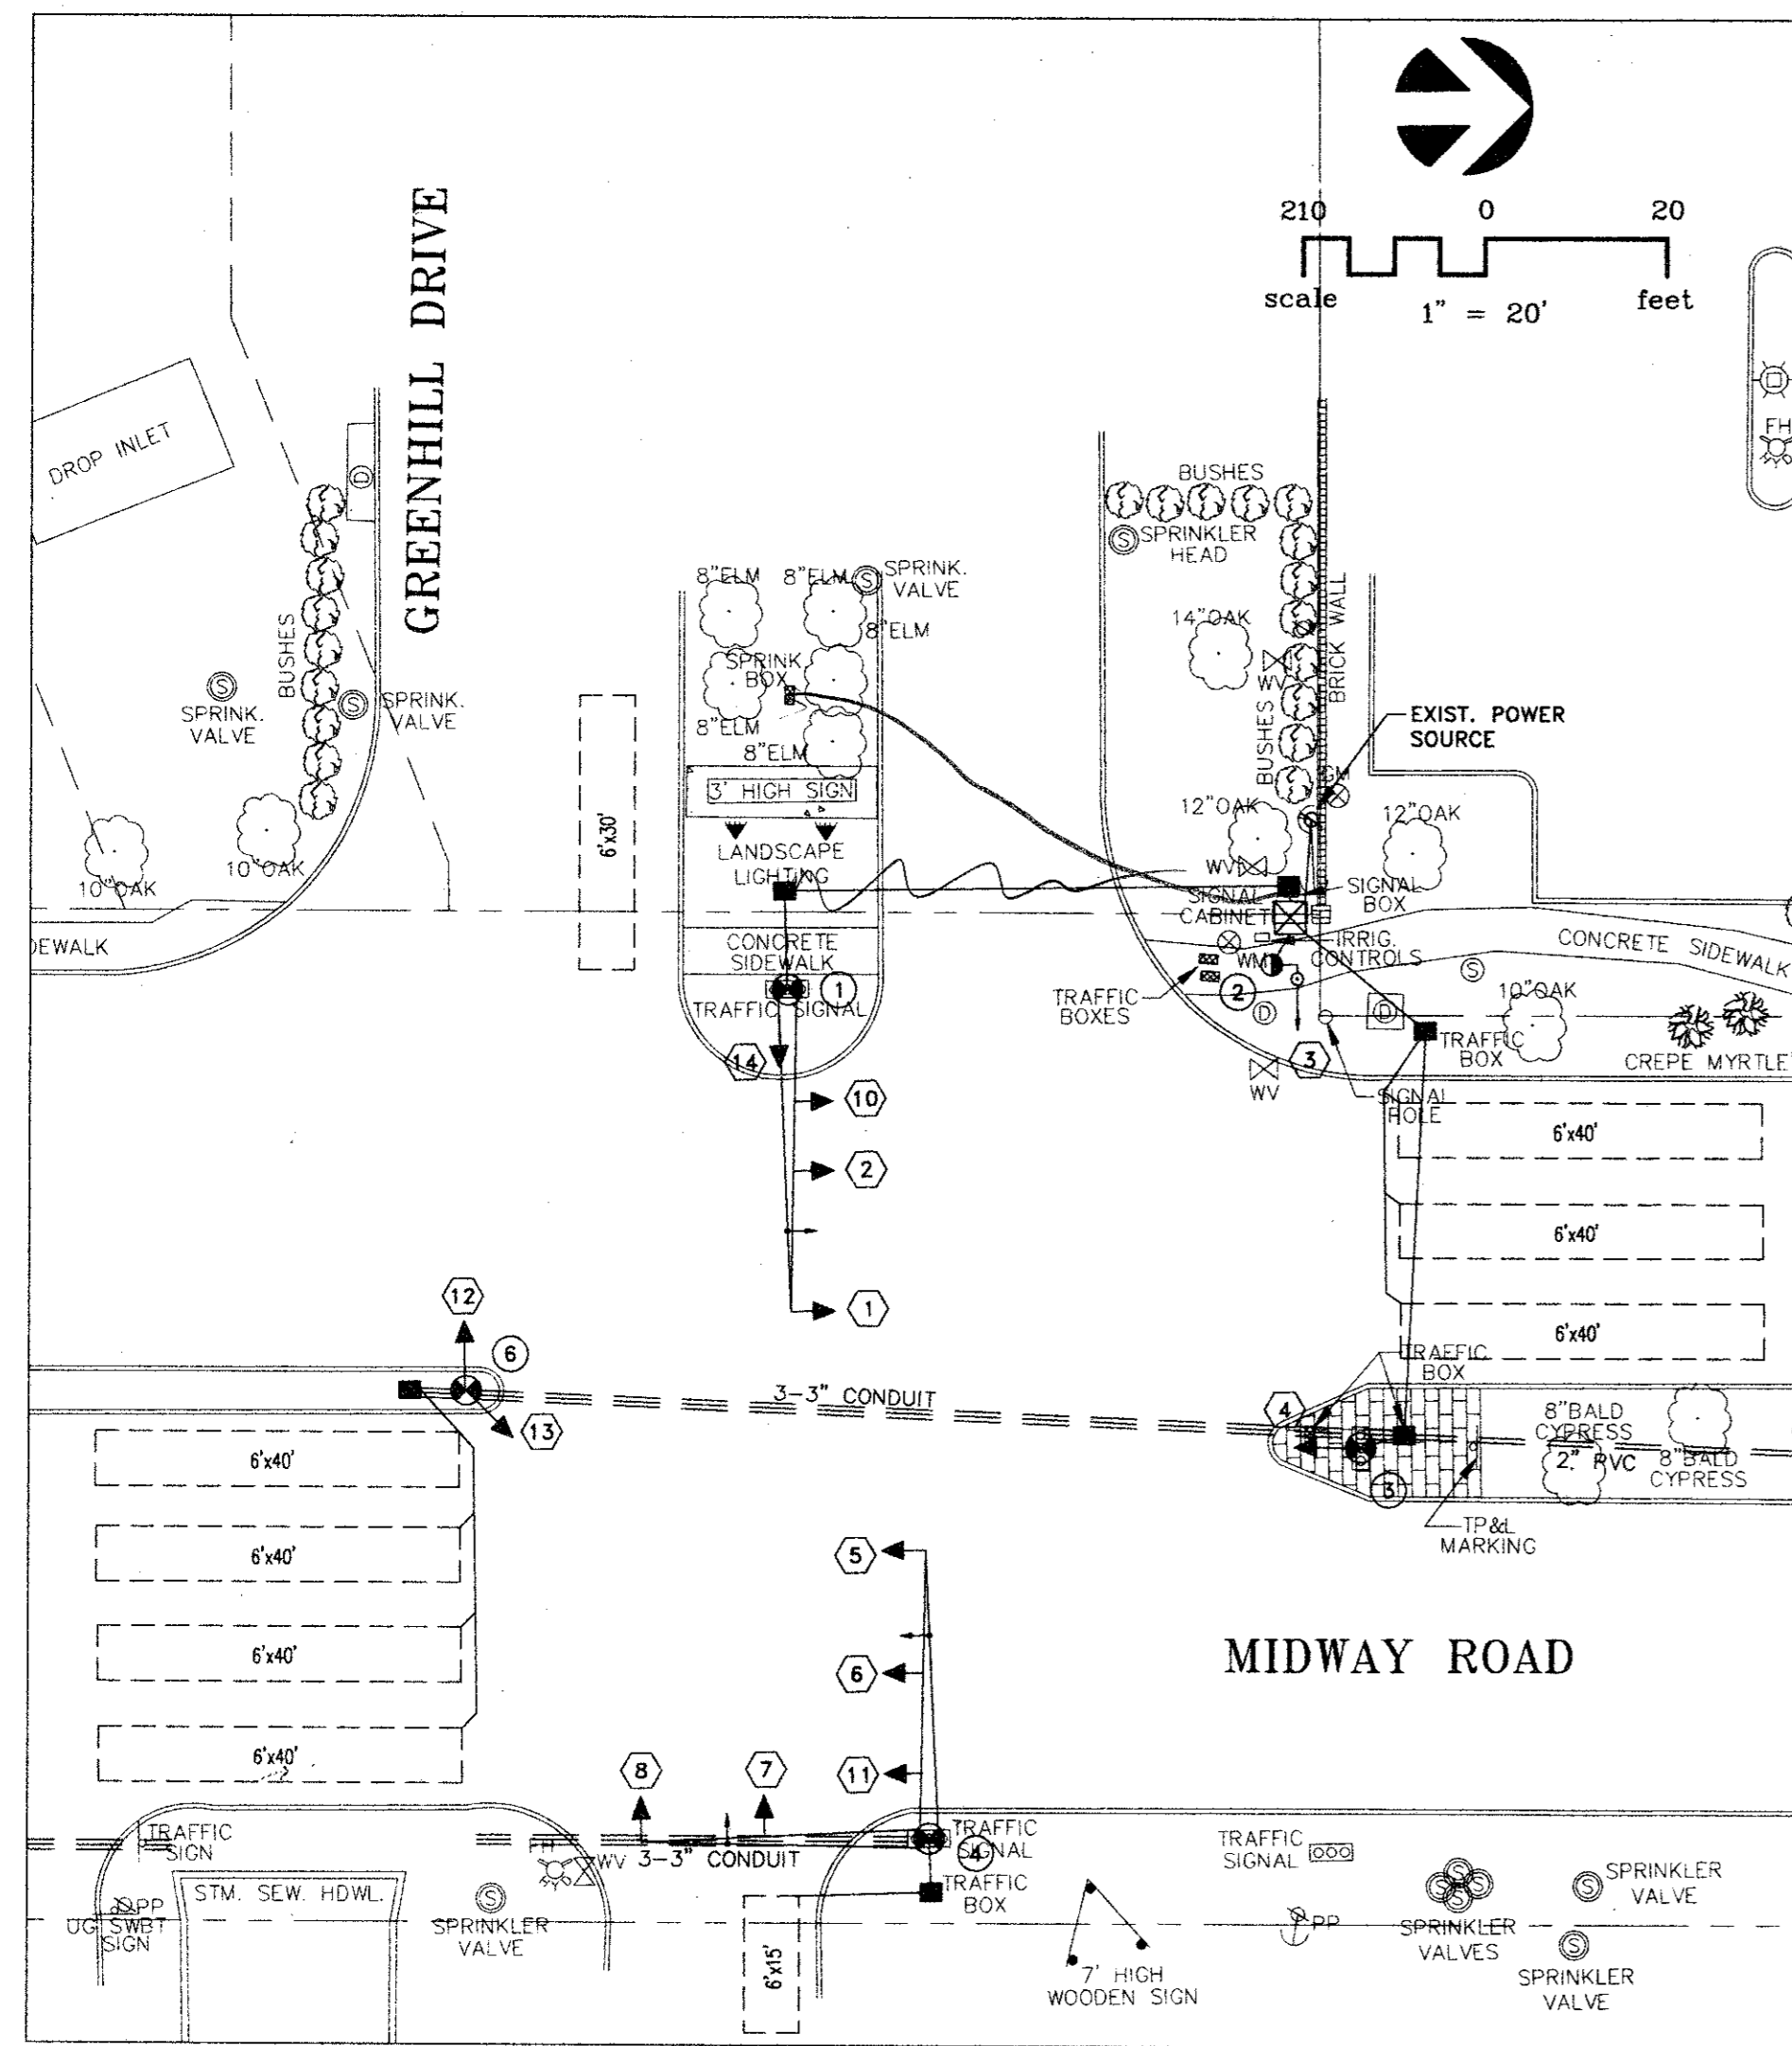 210 0 20
scale feet
1" = 20'
GREENHILL DRIVE
DROP INLET
D
FH
BUSHES
S SPRINKLER
HEAD
8"ELM 8"ELM
S SPRINK.
VALVE
8"ELM
14"OAK
BRICK WALL
SPRINK
BOX
WV
BUSHES
S
SPRINK.
VALVE
S SPRINK.
VALVE
8"ELM
8"ELM
BUSHES
EXIST. POWER
SOURCE
GM
3' HIGH SIGN
6'x30'
12"OAK
12"OAK
LANDSCAPE
LIGHTING
WV
10"OAK
10"OAK
SIGNAL
CABINET
SIGNAL
BOX
DEWALK
CONCRETE
SIDEWALK
IRRIG.
CONTROLS
WM
CONCRETE SIDEWALK
S
1
TRAFFIC SIGNAL
2
TRAFFIC
BOXES
D
D
10"OAK
14
3
TRAFFIC
BOX
CREPE MYRTLE
WV
SIGNAL
POLE
10
6'x40'
2
6'x40'
1
12
6
6'x40'
TRAFFIC
BOX
3-3" CONDUIT
4
13
8"BALD
CYPRESS
2" PVC
8"BALD
CYPRESS
3
6'x40'
TP&L
MARKING
5
6'x40'
6
6'x40'
MIDWAY ROAD
6'x40'
8
7
11
TRAFFIC
SIGN
FH
WV
3-3" CONDUIT
TRAFFIC
SIGNAL
4
TRAFFIC
SIGNAL
STM. SEW. HDWL.
S
SPRINKLER
VALVE
TRAFFIC
BOX
S S S S
SPRINKLER
VALVES
S SPRINKLER
VALVE
PP
UG SWBT
SIGN
6'x15'
PP
7' HIGH
WOODEN SIGN
S
SPRINKLER
VALVE